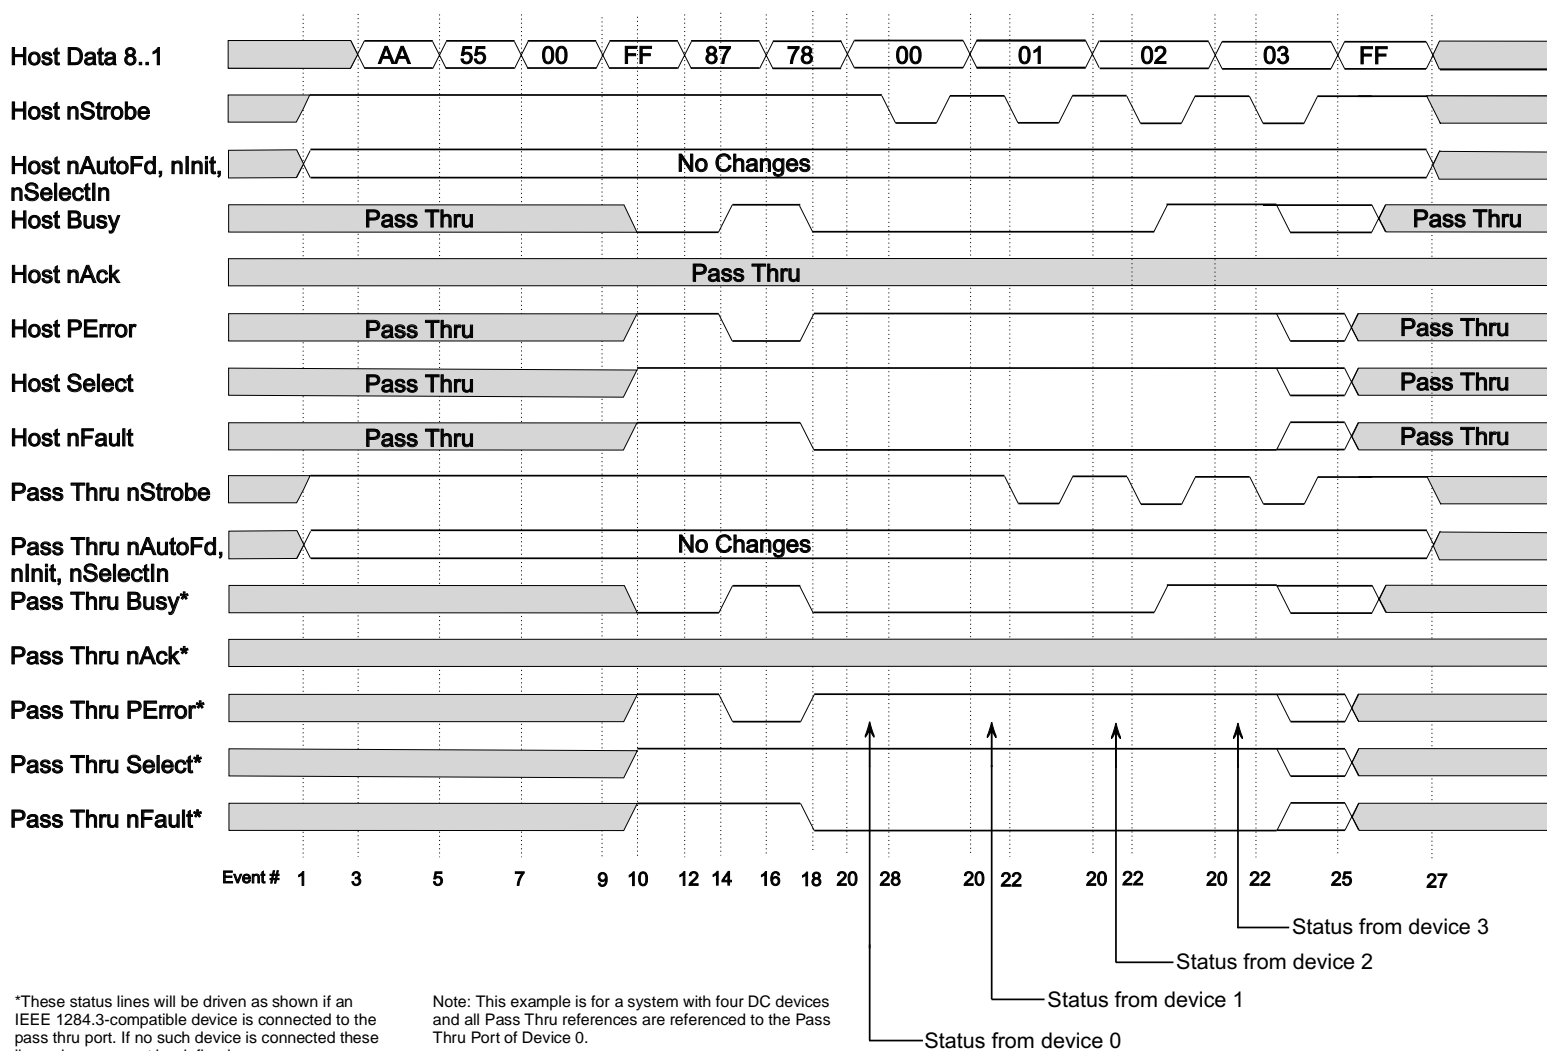 Host Data 8..1
AA 55 00 FF 87 78 00 01 02 03 FF
Host nStrobe
Host nAutoFd, nInit,
nSelectIn
No Changes
Host Busy
Pass Thru Pass Thru
Host nAck
Pass Thru
Host PError
Pass Thru Pass Thru
Host Select
Pass Thru Pass Thru
Host nFault
Pass Thru Pass Thru
Pass Thru nStrobe
Pass Thru nAutoFd,
nInit, nSelectIn
No Changes
Pass Thru Busy*
Pass Thru nAck*
Pass Thru PError*
Pass Thru Select*
Pass Thru nFault*
Event # 1 3 5 7 9 10 12 14 16 18 20 28 20 22 20 22 20 22 25 27
Status from device 3
Status from device 2
Status from device 1
Status from device 0
*These status lines will be driven as shown if an
IEEE 1284.3-compatible device is connected to the
pass thru port. If no such device is connected these
Note: This example is for a system with four DC devices
and all Pass Thru references are referenced to the Pass
Thru Port of Device 0.